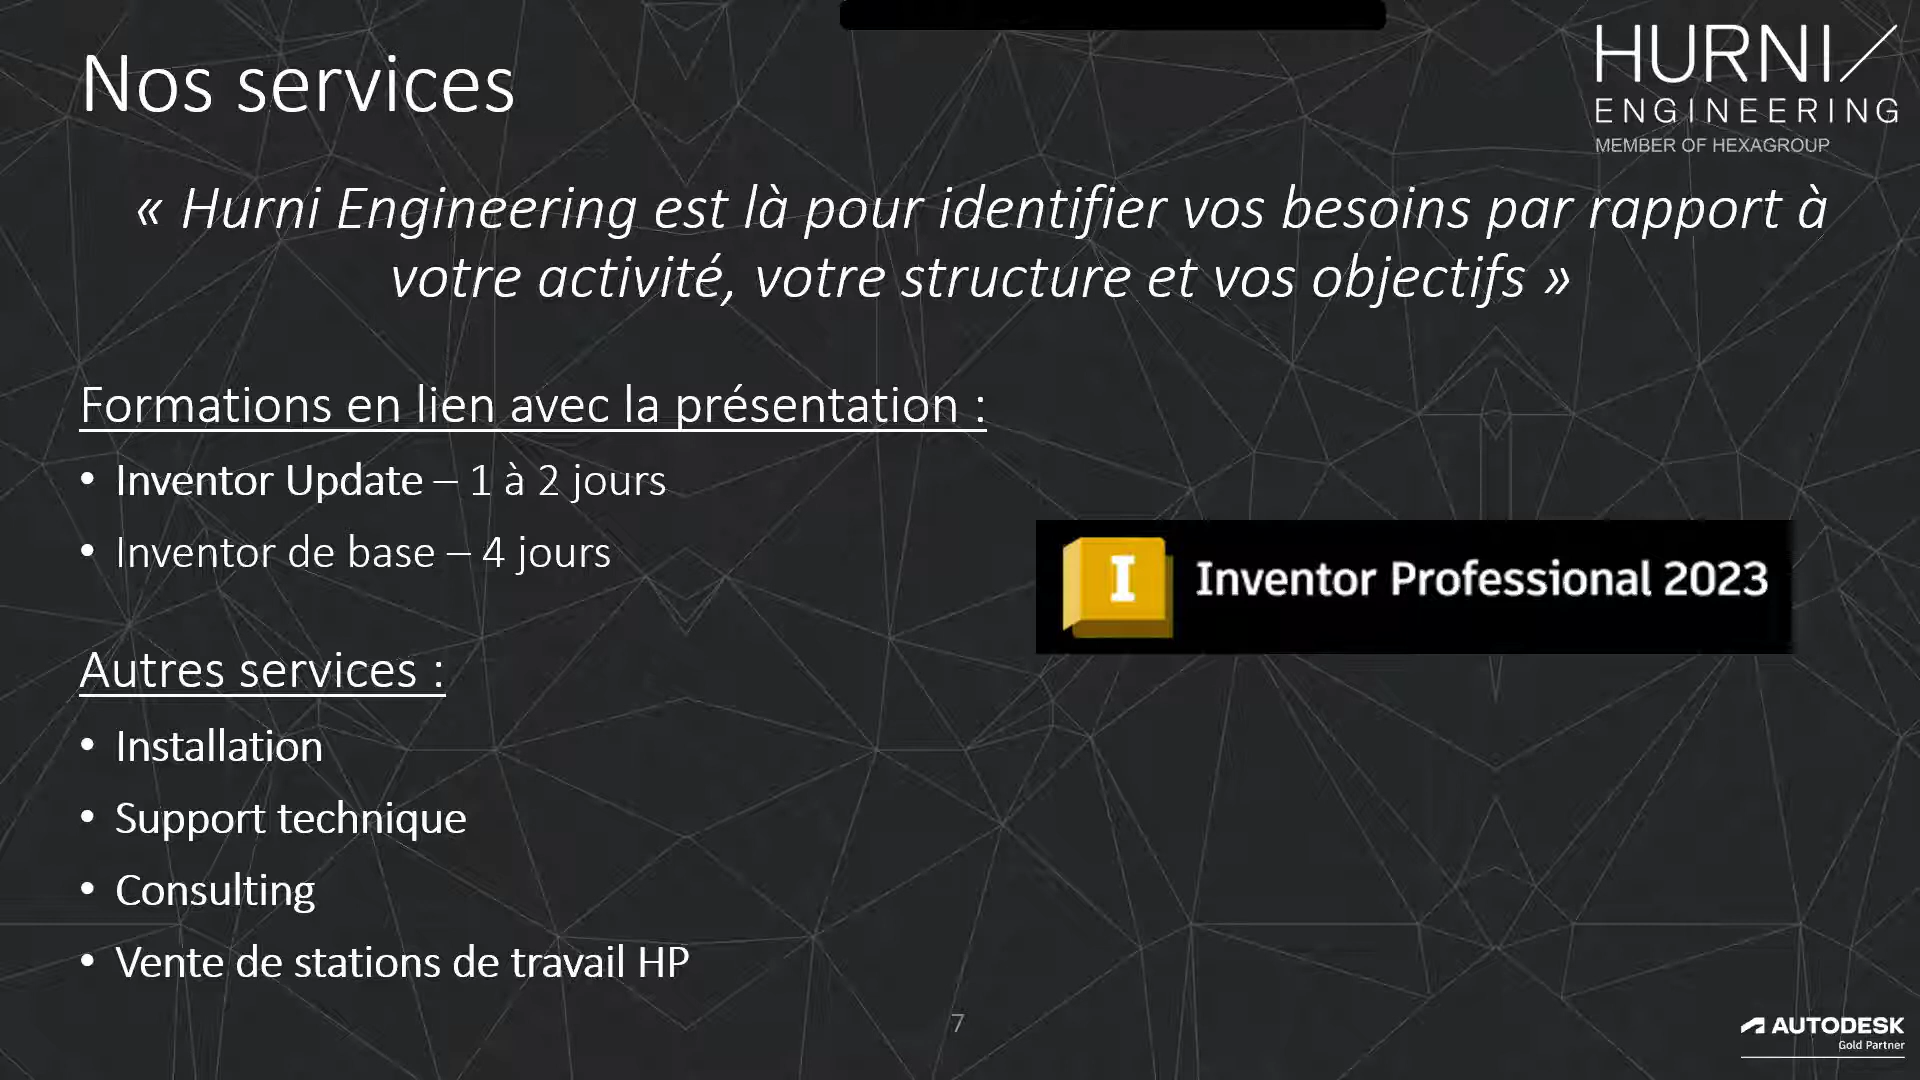 Nos services
HURNI
ENGINEERING
MEMBER OF HEXAGROUP
« Hurni Engineering est là pour identifier vos besoins par rapport à
votre activité, votre structure et vos objectifs »
Formations en lien avec la présentation :
• Inventor Update – 1 à 2 jours
• Inventor de base – 4 jours
I Inventor Professional 2023
Autres services :
• Installation
• Support technique
• Consulting
• Vente de stations de travail HP
7
AUTODESK
Gold Partner